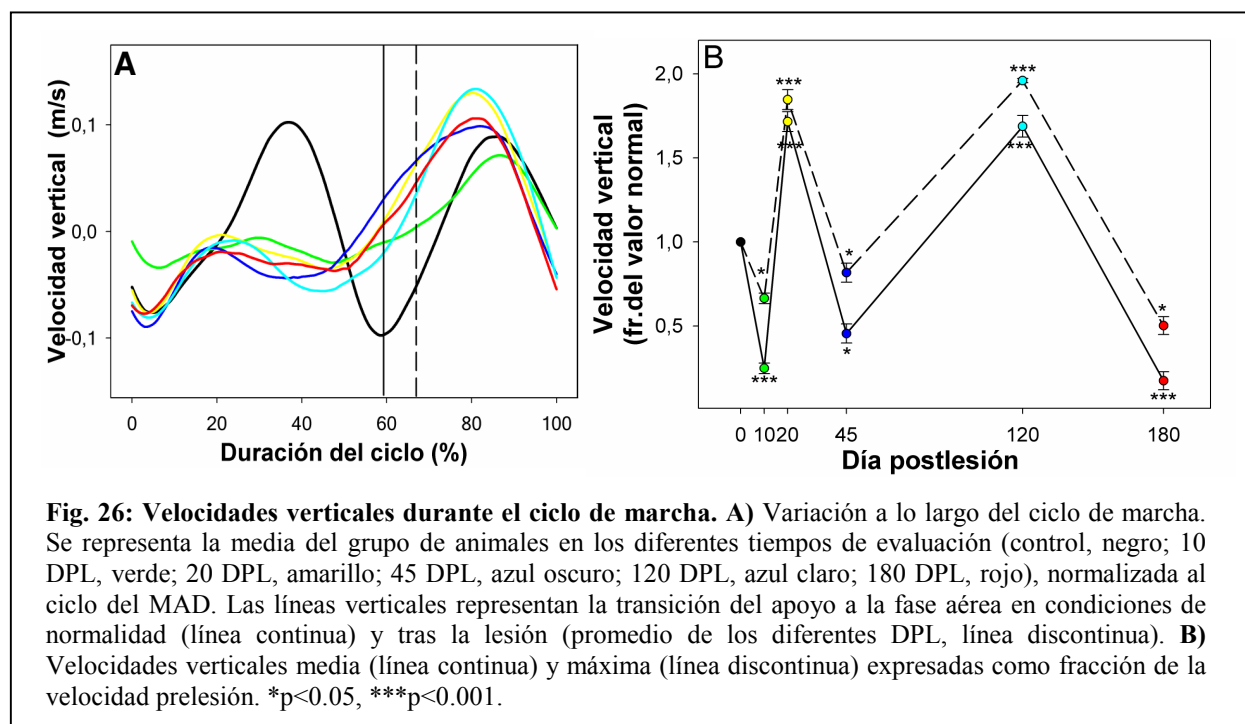 A
Velocidad vertical (m/s)
0,1
0,0
-0,1
0 20 40 60 80 100
Duración del ciclo (%)
B
Velocidad vertical
(fr.del valor normal)
2,0
1,5
1,0
0,5
***
***
***
***
*
***
*
*
*
***
0 10 20 45 120 180
Día postlesión
Fig. 26: Velocidades verticales durante el ciclo de marcha. A) Variación a lo largo del ciclo de marcha.
Se representa la media del grupo de animales en los diferentes tiempos de evaluación (control, negro; 10
DPL, verde; 20 DPL, amarillo; 45 DPL, azul oscuro; 120 DPL, azul claro; 180 DPL, rojo), normalizada al
ciclo del MAD. Las líneas verticales representan la transición del apoyo a la fase aérea en condiciones de
normalidad (línea continua) y tras la lesión (promedio de los diferentes DPL, línea discontinua). B)
Velocidades verticales media (línea continua) y máxima (línea discontinua) expresadas como fracción de la
velocidad prelesión. *p<0.05, ***p<0.001.